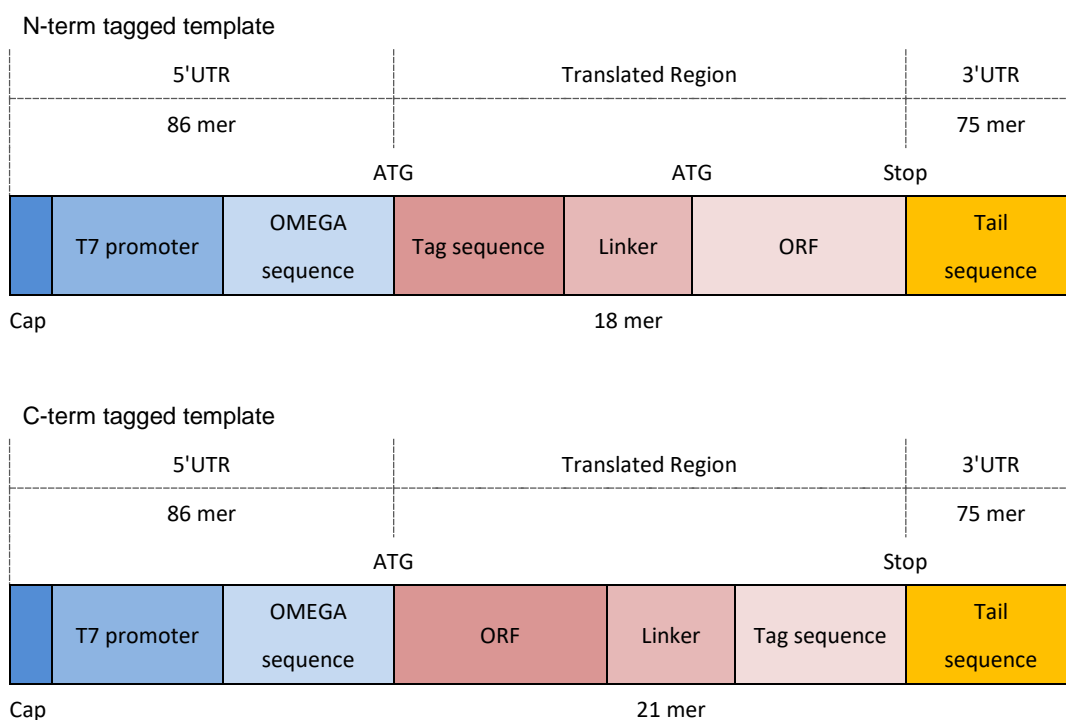 N-term tagged template
5'UTR Translated Region 3'UTR
86 mer 75 mer
ATG ATG Stop
T7 promoter OMEGA sequence Tag sequence Linker ORF Tail sequence
Cap 18 mer
C-term tagged template
5'UTR Translated Region 3'UTR
86 mer 75 mer
ATG Stop
T7 promoter OMEGA sequence ORF Linker Tag sequence Tail sequence
Cap 21 mer